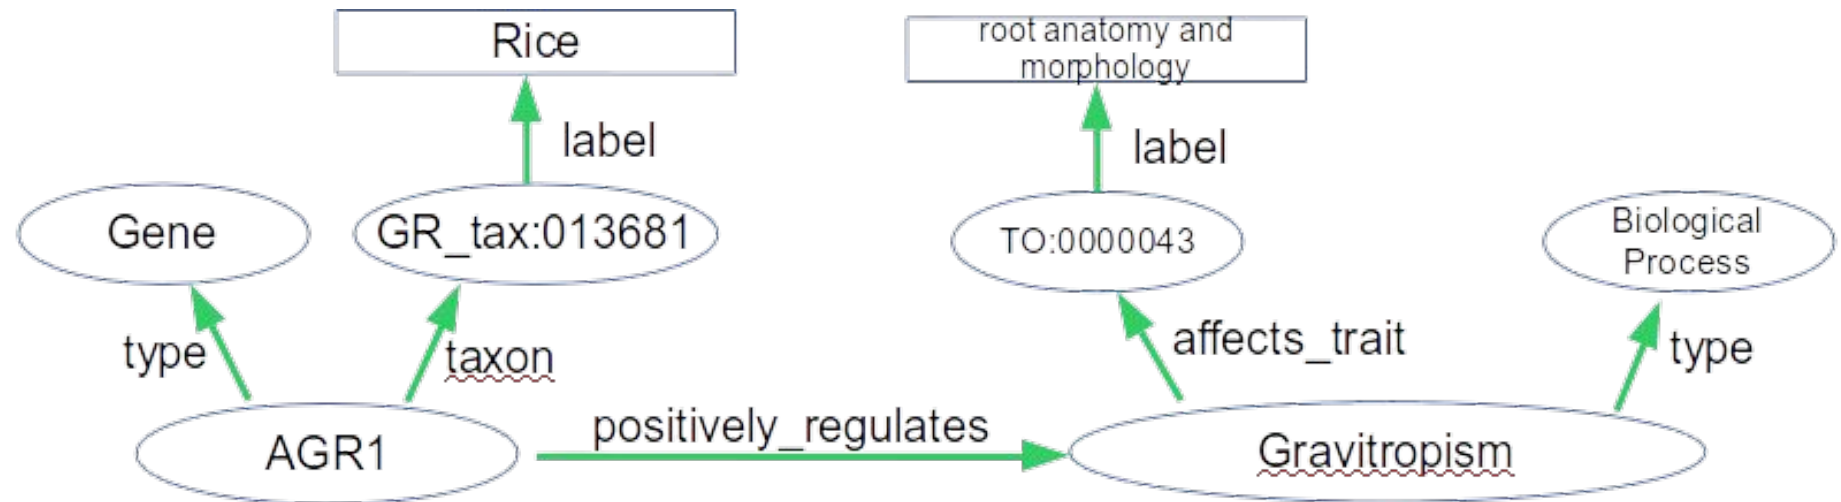 Rice
root anatomy and
morphology
label
label
Gene
GR_tax:013681
TO:0000043
Biological
Process
type
taxon
affects_trait
type
AGR1
positively_regulates
Gravitropism